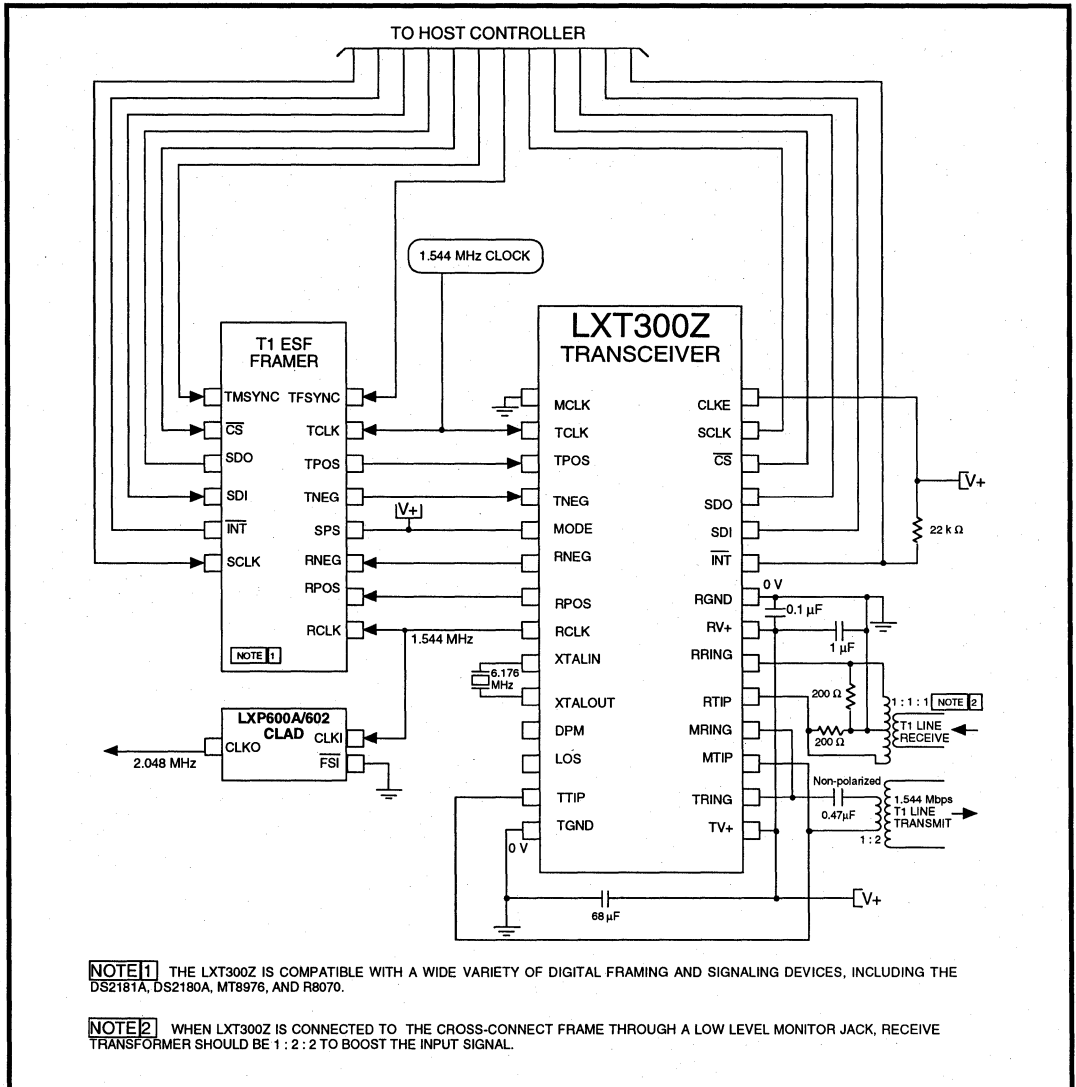 TO HOST CONTROLLER
1.544 MHz CLOCK
T1 ESF
FRAMER
TMSYNC TFSYNC
CS TCLK
SDO TPOS
SDI TNEG
INT SPS
SCLK RNEG
RPOS
RCLK
NOTE 1
V+
1.544 MHz
LXT300Z
TRANSCEIVER
MCLK CLKE
TCLK SCLK
TPOS CS
TNEG SDO
MODE SDI
RNEG INT
RPOS RGND
RCLK RV+
XTALIN RRING
XTALOUT RTIP
DPM MRING
LOS MTIP
TTIP TRING
TGND TV+
6.176
MHz
0 V
V+
22 k Ω
0 V
0.1 µF
1 µF
200 Ω
200 Ω
1 : 1 : 1 NOTE 2
T1 LINE
RECEIVE
Non-polarized
0.47µF
1.544 Mbps
T1 LINE
TRANSMIT
1 : 2
68 µF
V+
LXP600A/602
CLAD
CLKO CLKI
FSI
2.048 MHz
NOTE 1 THE LXT300Z IS COMPATIBLE WITH A WIDE VARIETY OF DIGITAL FRAMING AND SIGNALING DEVICES, INCLUDING THE
DS2181A, DS2180A, MT8976, AND R8070.
NOTE 2 WHEN LXT300Z IS CONNECTED TO THE CROSS-CONNECT FRAME THROUGH A LOW LEVEL MONITOR JACK, RECEIVE
TRANSFORMER SHOULD BE 1 : 2 : 2 TO BOOST THE INPUT SIGNAL.